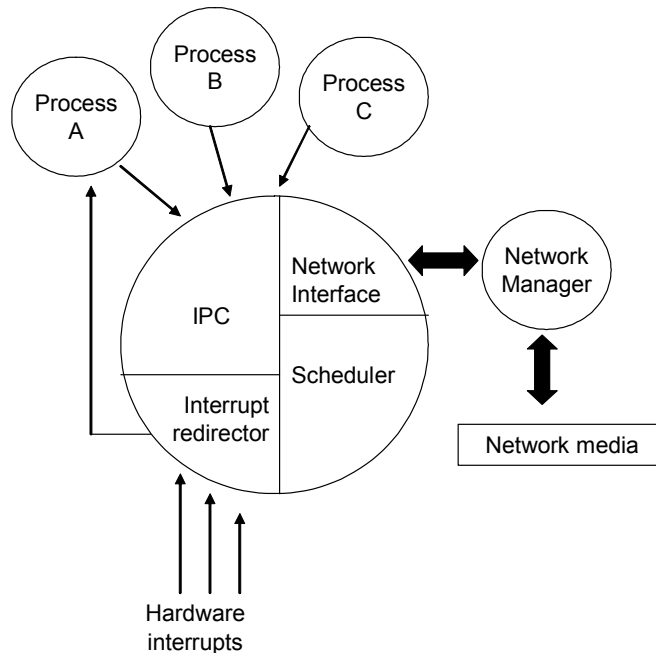 Process
A
Process
B
Process
C
Network
Interface
IPC
Scheduler
Interrupt
redirector
Network
Manager
Network media
Hardware
interrupts